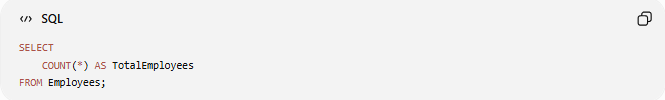 </> SQL
SELECT
    COUNT(*) AS TotalEmployees
FROM Employees;